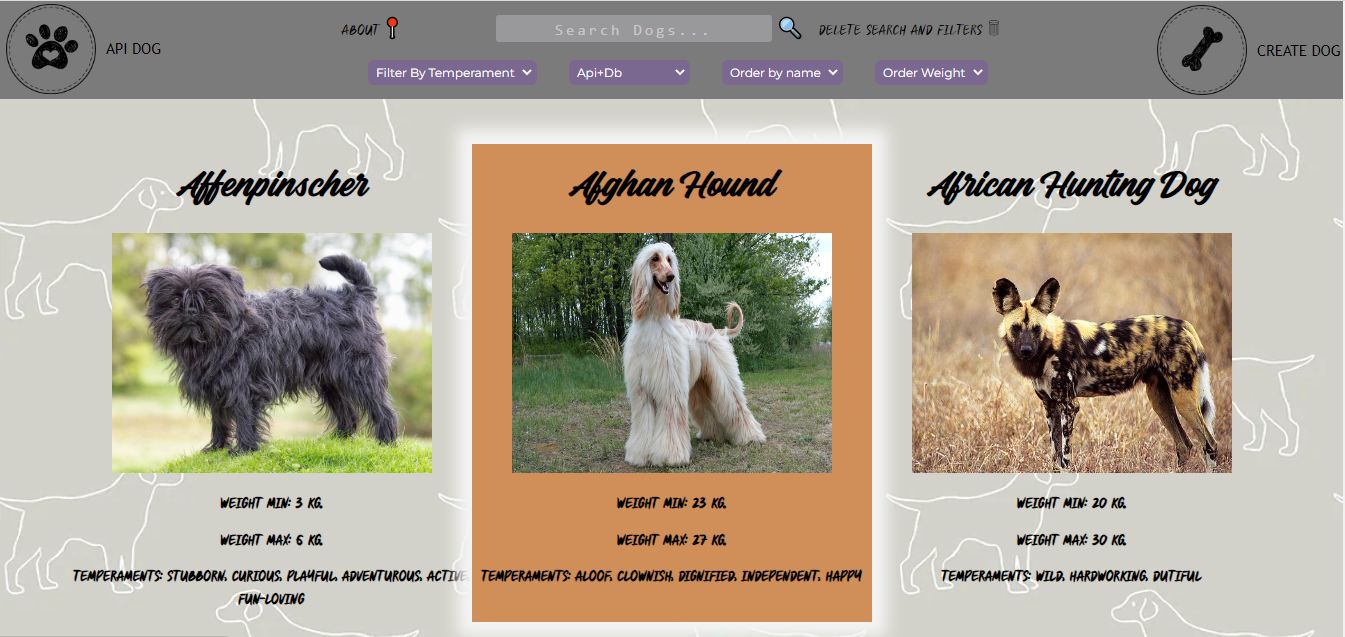 API DOG
ABOUT
Search Dogs...
DELETE SEARCH AND FILTERS
CREATE DOG
Filter By Temperament
Api+Db
Order by name
Order Weight
Affenpinscher
WEIGHT MIN: 3 KG.
WEIGHT MAX: 6 KG.
TEMPERAMENTS: STUBBORN, CURIOUS, PLAYFUL, ADVENTUROUS, ACTIVE,
FUN-LOVING
Afghan Hound
WEIGHT MIN: 23 KG.
WEIGHT MAX: 27 KG.
TEMPERAMENTS: ALOOF, CLOWNISH, DIGNIFIED, INDEPENDENT, HAPPY
African Hunting Dog
WEIGHT MIN: 20 KG.
WEIGHT MAX: 30 KG.
TEMPERAMENTS: WILD, HARDWORKING, DUTIFUL